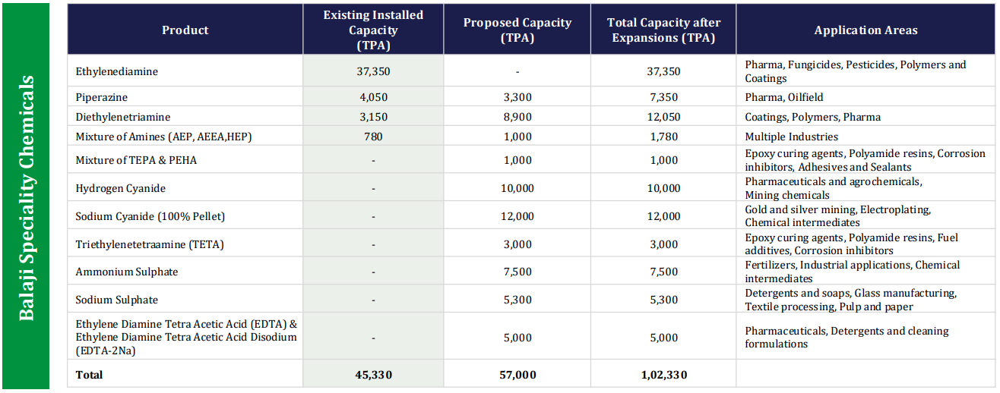 Balaji Speciality Chemicals
Product
Existing Installed
Capacity
(TPA)
Proposed Capacity
(TPA)
Total Capacity after
Expansions (TPA)
Application Areas
Ethylenediamine
37,350
-
37,350
Pharma, Fungicides, Pesticides, Polymers and
Coatings
Piperazine
4,050
3,300
7,350
Pharma, Oilfield
Diethylenetriamine
3,150
8,900
12,050
Coatings, Polymers, Pharma
Mixture of Amines (AEP, AEEA,HEP)
780
1,000
1,780
Multiple Industries
Mixture of TEPA & PEHA
-
1,000
1,000
Epoxy curing agents, Polyamide resins, Corrosion
inhibitors, Adhesives and Sealants
Hydrogen Cyanide
-
10,000
10,000
Pharmaceuticals and agrochemicals,
Mining chemicals
Sodium Cyanide (100% Pellet)
-
12,000
12,000
Gold and silver mining, Electroplating,
Chemical intermediates
Triethylenetetraamine (TETA)
-
3,000
3,000
Epoxy curing agents, Polyamide resins, Fuel
additives, Corrosion inhibitors
Ammonium Sulphate
-
7,500
7,500
Fertilizers, Industrial applications, Chemical
intermediates
Sodium Sulphate
-
5,300
5,300
Detergents and soaps, Glass manufacturing,
Textile processing, Pulp and paper
Ethylene Diamine Tetra Acetic Acid (EDTA) &
Ethylene Diamine Tetra Acetic Acid Disodium
(EDTA-2Na)
-
5,000
5,000
Pharmaceuticals, Detergents and cleaning
formulations
Total
45,330
57,000
1,02,330